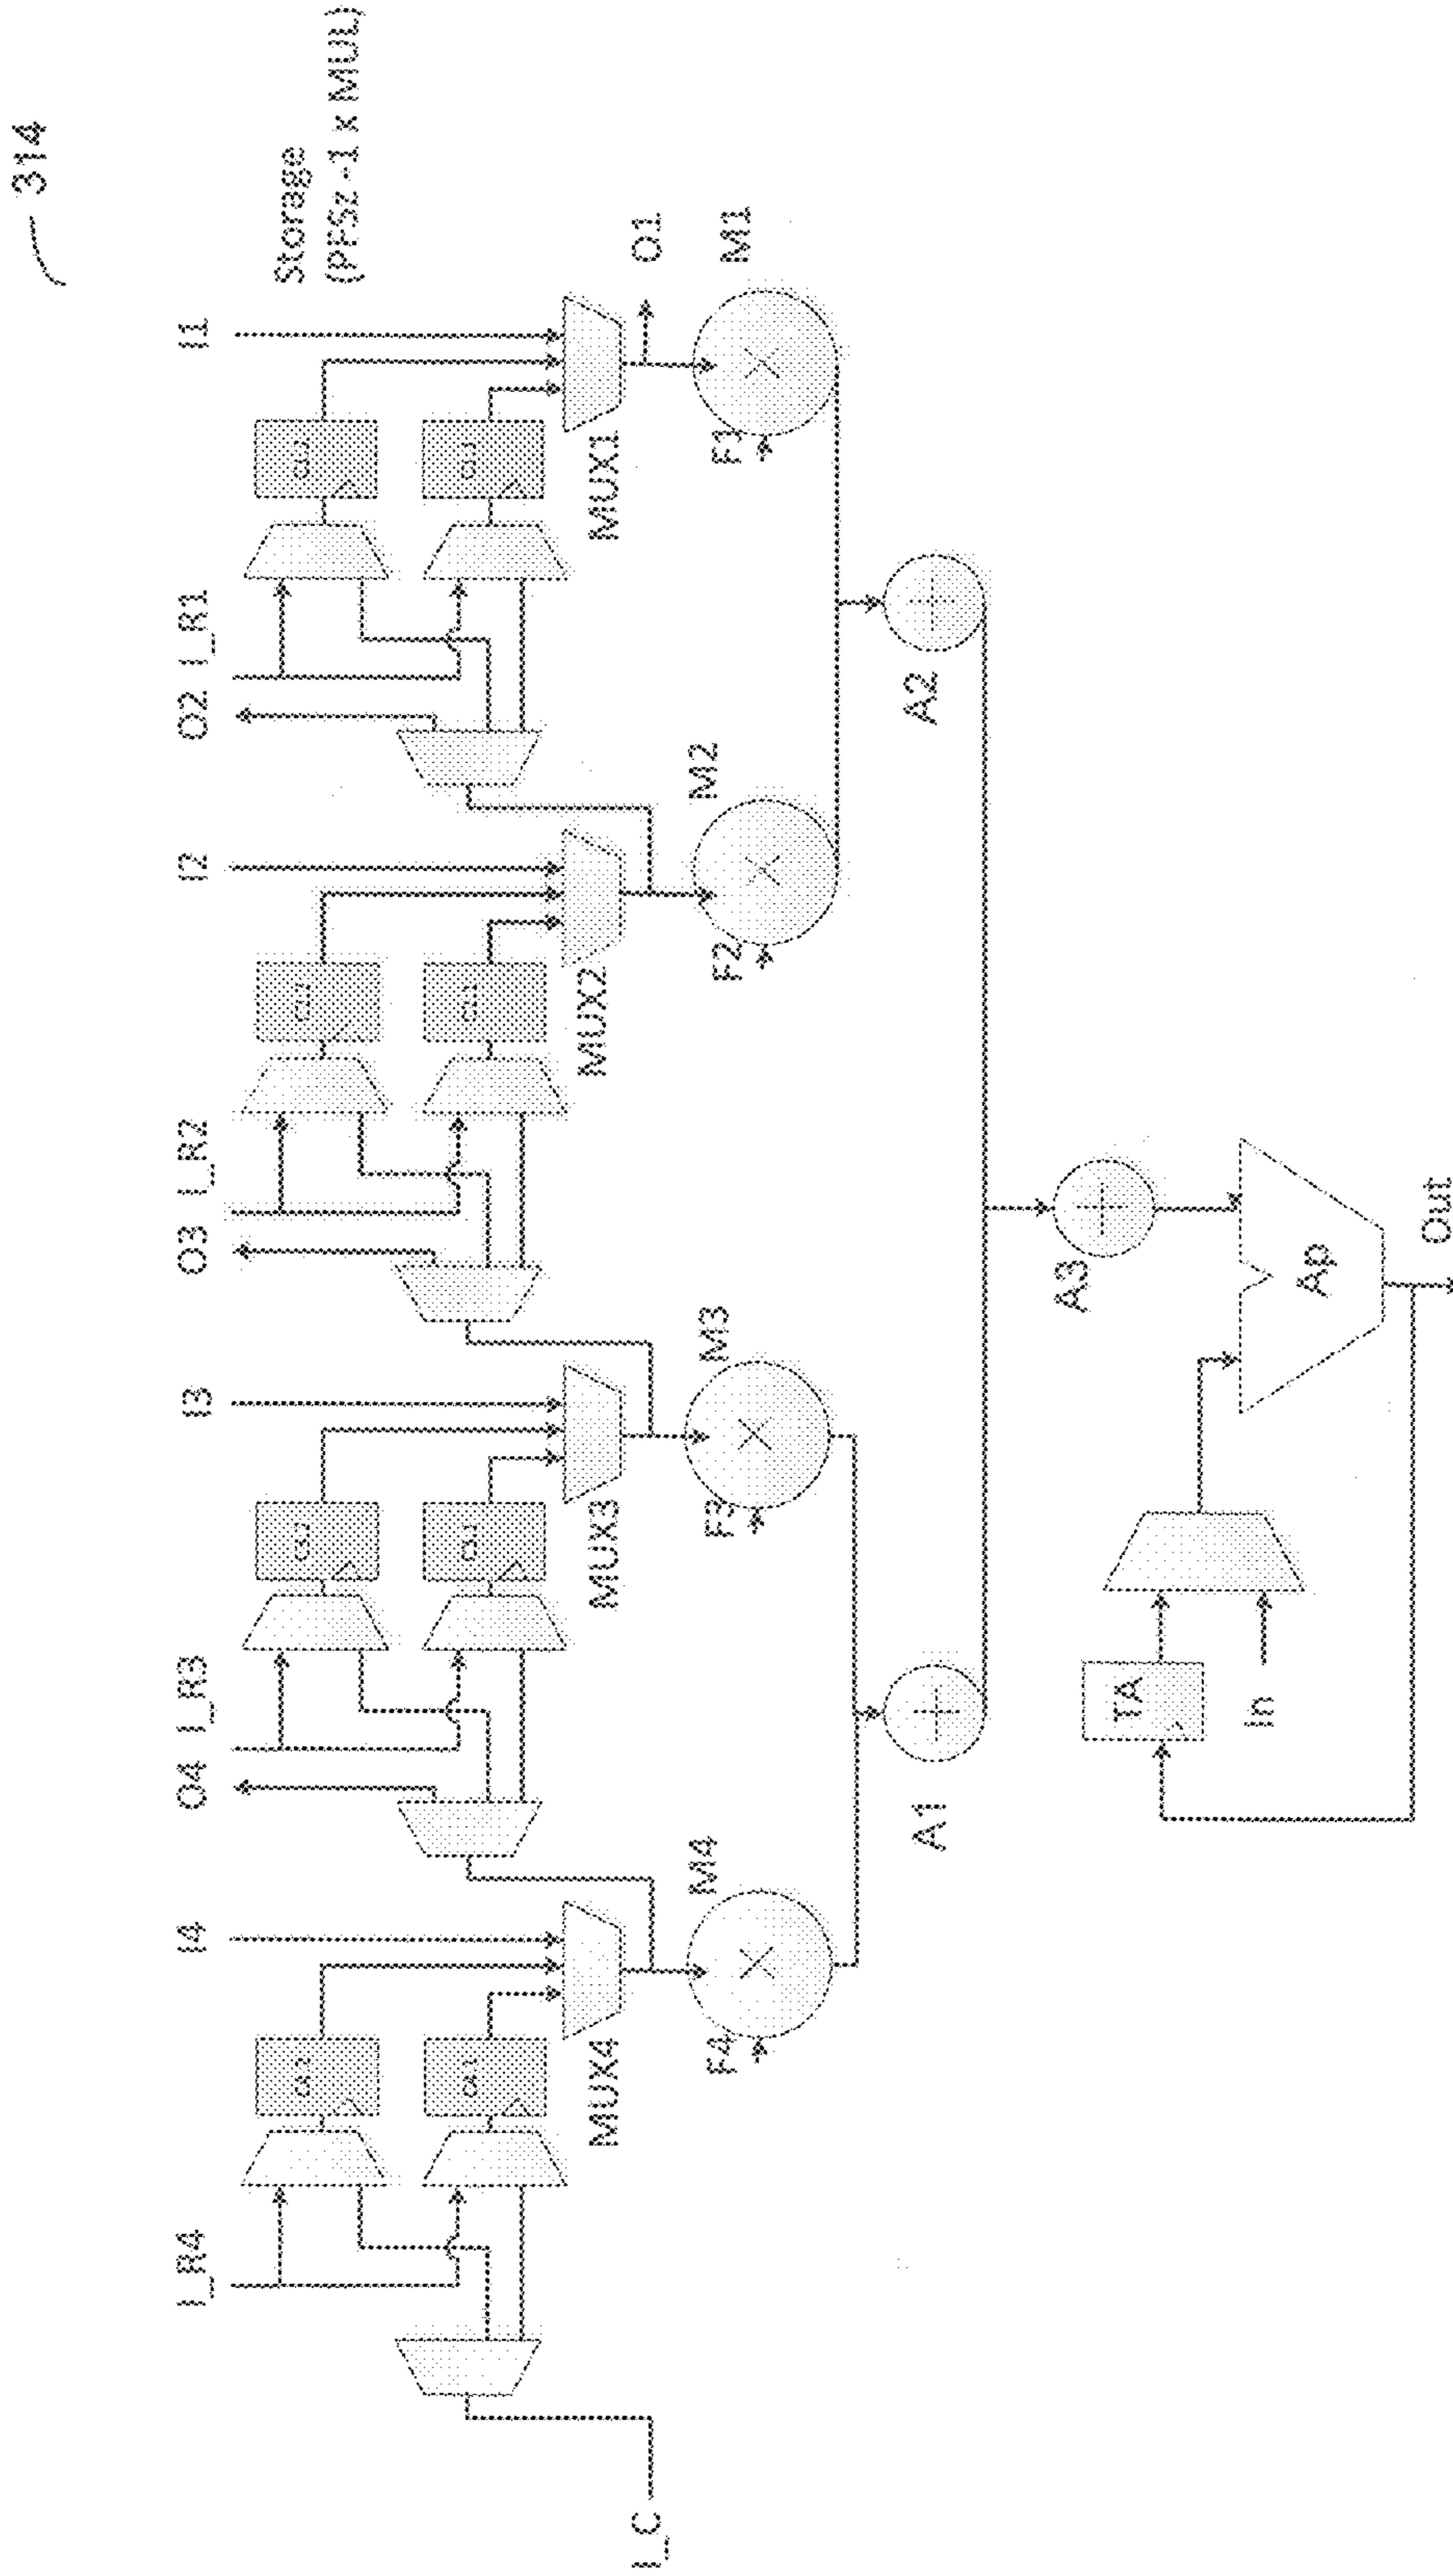 314
Storage
(PFSz -1 x MUL)
I_R4
I4
O4
I_R3
I3
O3
I_R2
I2
O2
I_R1
I1
I_C
MUX4
MUX3
MUX2
MUX1
O1
F4
M4
F3
M3
F2
M2
F1
M1
A1
A2
A3
TA
In
Ap
Out